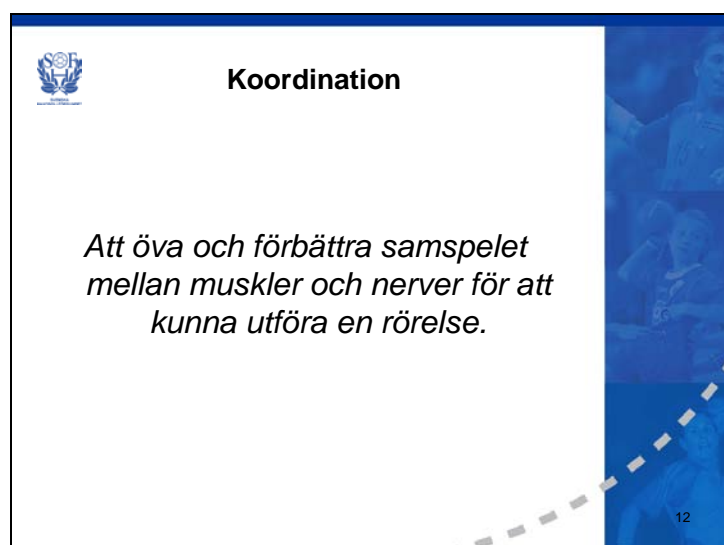 Koordination
Att öva och förbättra samspelet
mellan muskler och nerver för att
kunna utföra en rörelse.
12